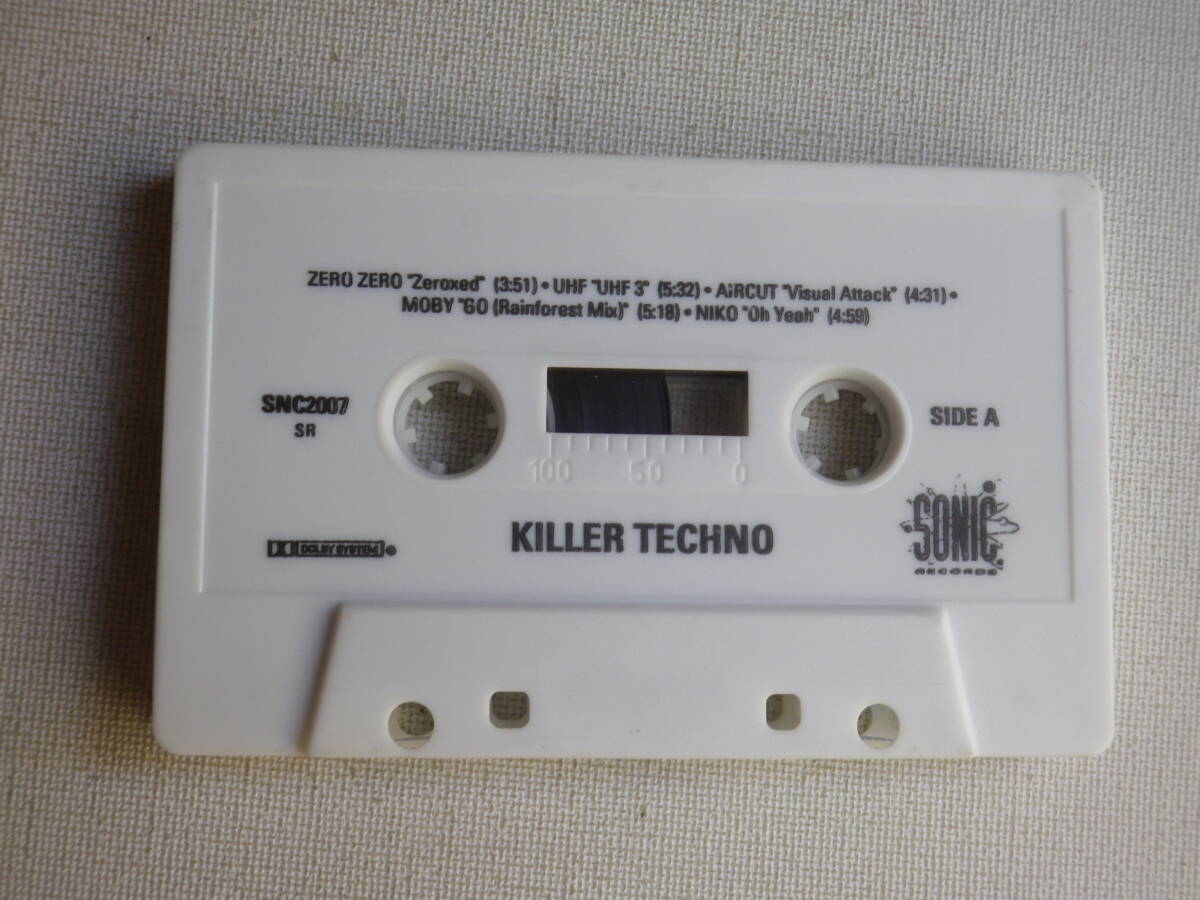 ZERO ZERO "Zeroxed" (3:51) • UHF "UHF 3" (5:32) • AiRCUT "Visual Attack" (4:31) •
MOBY "GO (Rainforest Mix)" (5:18) • NIKO "Oh Yeah" (4:59)
SNC2007
SR
SIDE A
100 50 0
DOLBY SYSTEM
KILLER TECHNO
SONIC
RECORDS